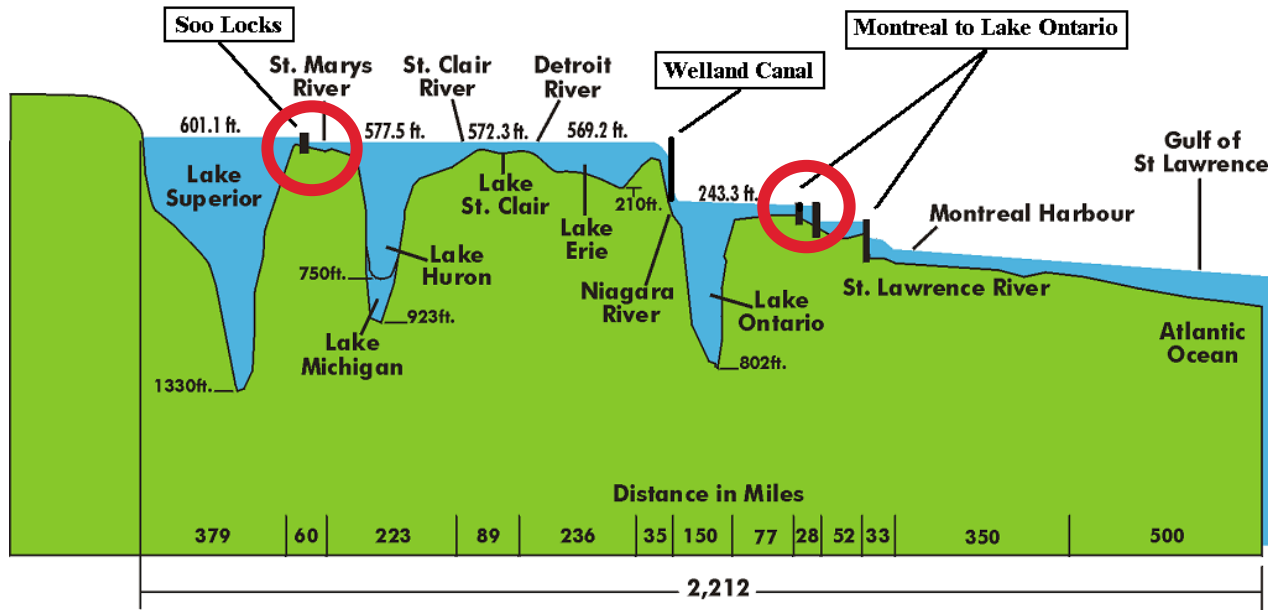 Soo Locks
Montreal to Lake Ontario
Welland Canal
St. Marys
River
St. Clair
River
Detroit
River
601.1 ft.
577.5 ft.
572.3 ft.
569.2 ft.
243.3 ft.
Gulf of
St Lawrence
Lake
Superior
Lake
St. Clair
210ft.
Lake
Erie
Montreal Harbour
Lake
Huron
750ft.
923ft.
Lake
Michigan
1330ft.
Niagara
River
Lake
Ontario
802ft.
St. Lawrence River
Atlantic
Ocean
Distance in Miles
379 60 223 89 236 35 150 77 28 52 33 350 500
2,212